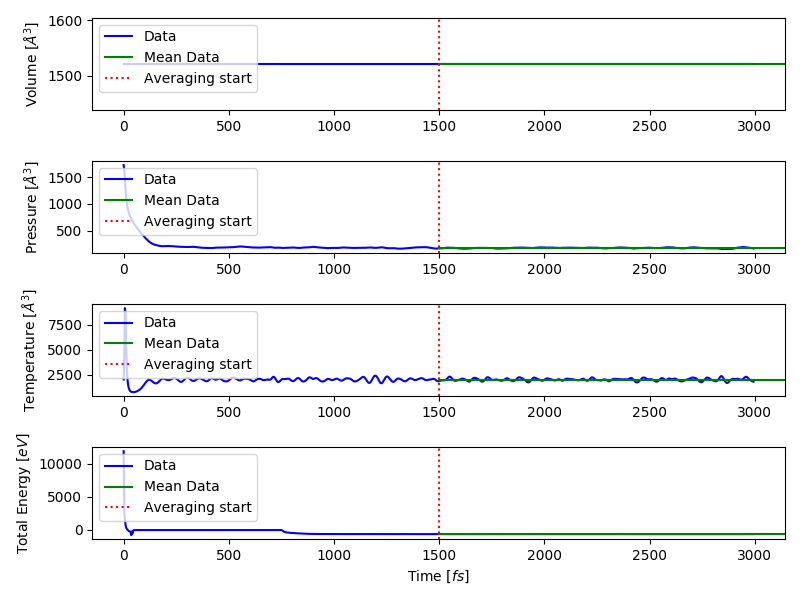 1600
1500
Volume [Å³]
Data
Mean Data
Averaging start
0 500 1000 1500 2000 2500 3000
1500
1000
500
Pressure [Å³]
Data
Mean Data
Averaging start
0 500 1000 1500 2000 2500 3000
7500
5000
2500
Temperature [Å³]
Data
Mean Data
Averaging start
0 500 1000 1500 2000 2500 3000
10000
5000
0
Total Energy [eV]
Data
Mean Data
Averaging start
0 500 1000 1500 2000 2500 3000
Time [fs]